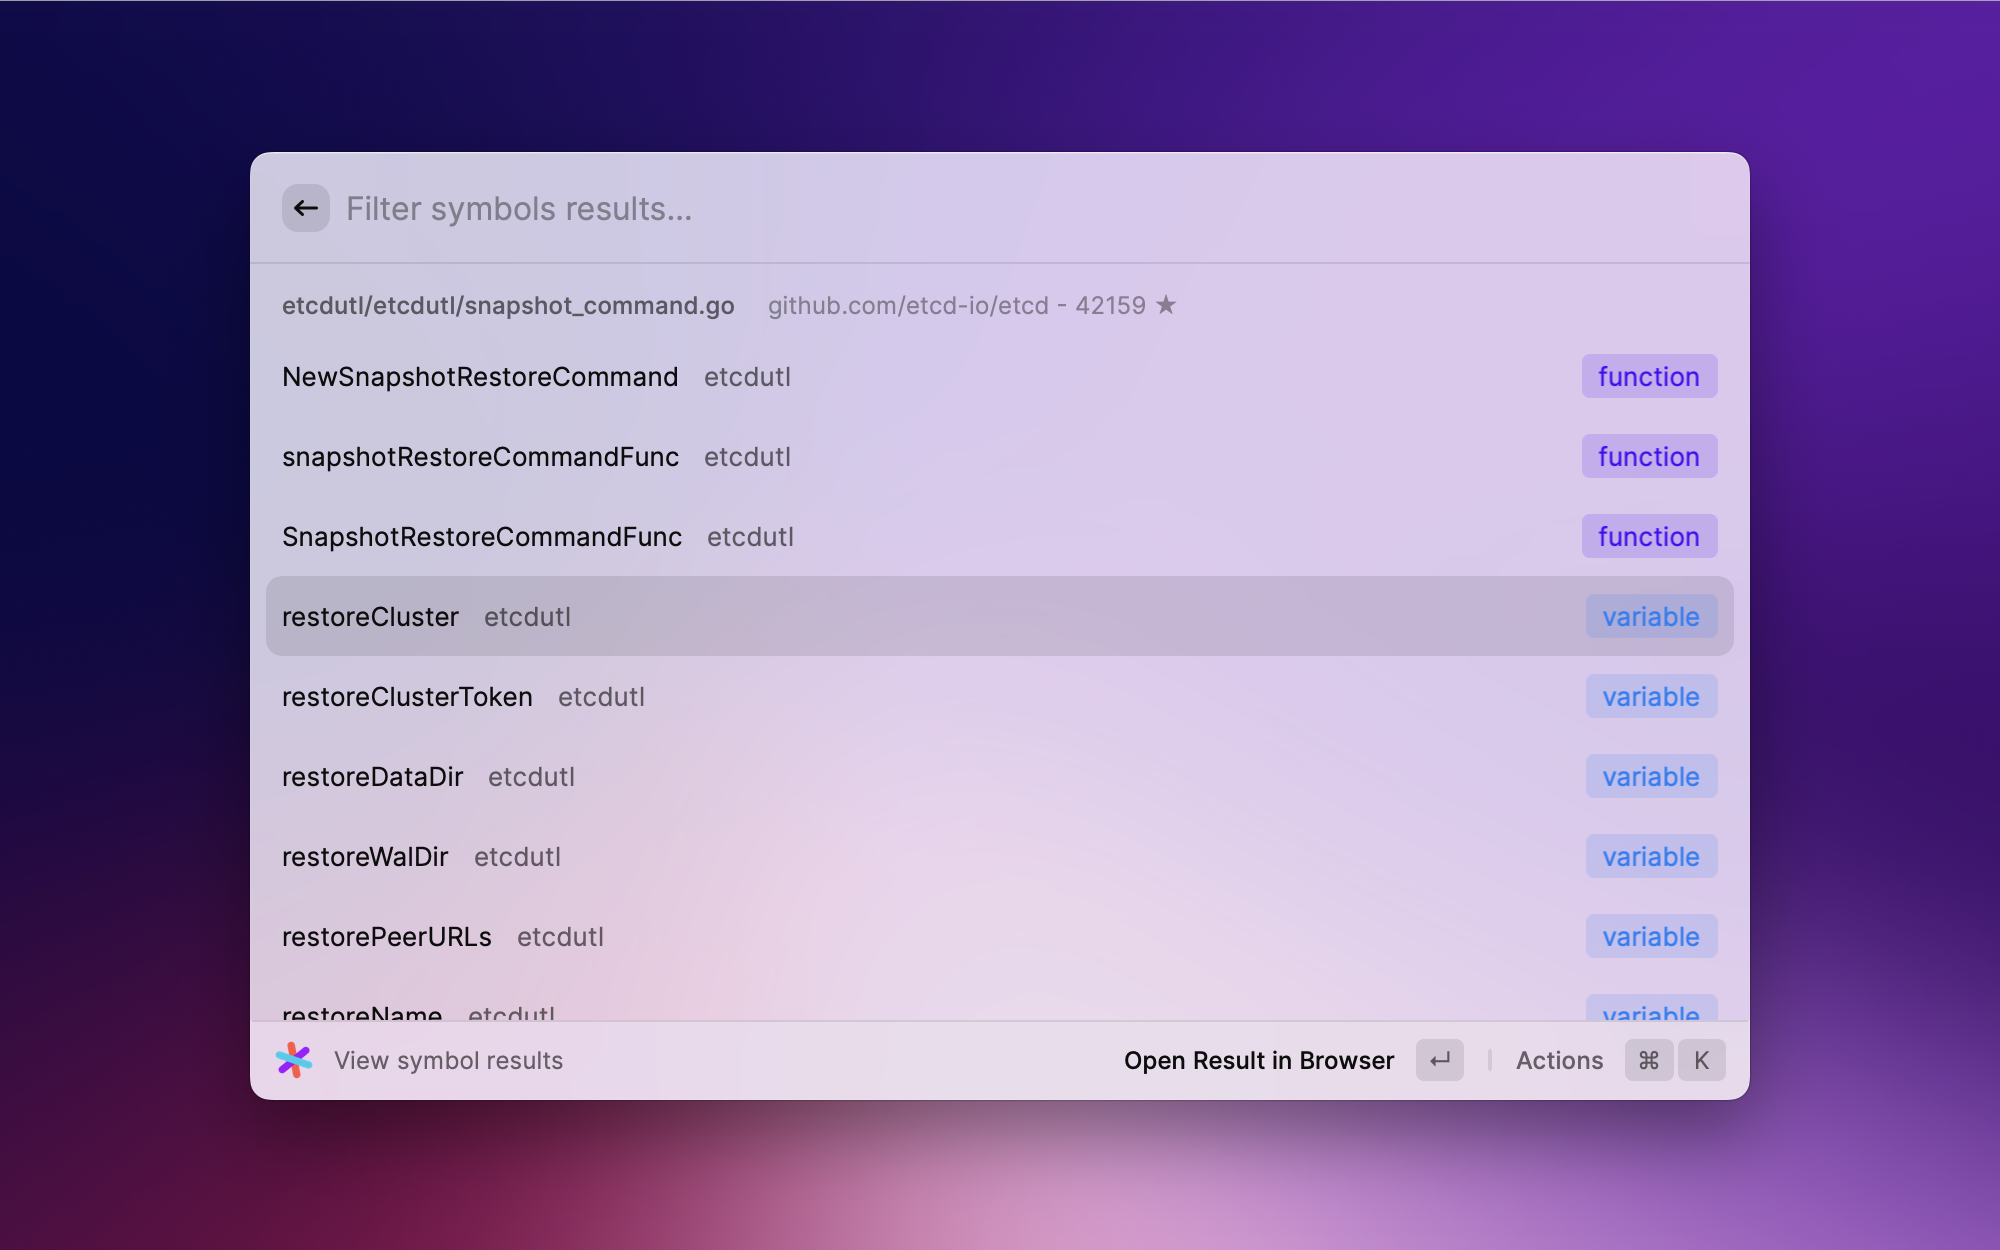 Filter symbols results...
etcdutl/etcdutl/snapshot_command.go github.com/etcd-io/etcd - 42159 ★
NewSnapshotRestoreCommand etcdutl function
snapshotRestoreCommandFunc etcdutl function
SnapshotRestoreCommandFunc etcdutl function
restoreCluster etcdutl variable
restoreClusterToken etcdutl variable
restoreDataDir etcdutl variable
restoreWalDir etcdutl variable
restorePeerURLs etcdutl variable
restoreName etcdutl variable
View symbol results Open Result in Browser ↵ Actions ⌘ K